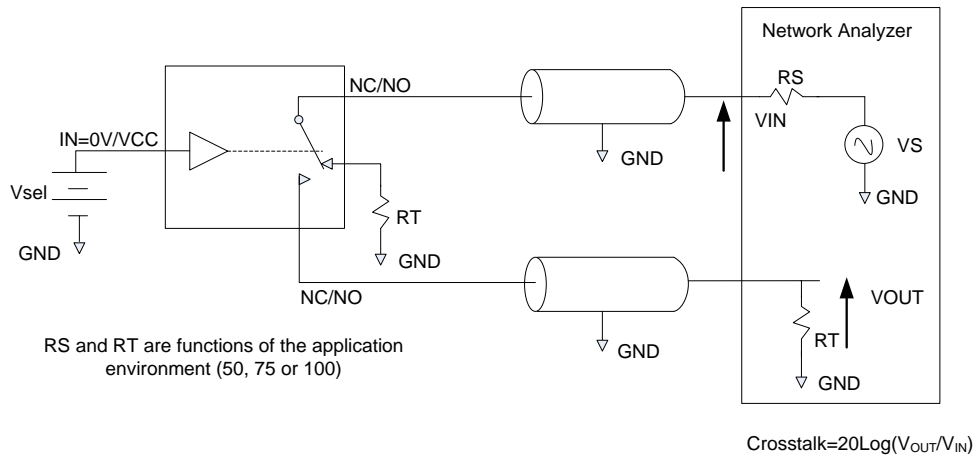 Network Analyzer
NC/NO
RS
IN=0V/VCC
VIN
GND
VS
Vsel
GND
RT
GND
GND
NC/NO
VOUT
RT
GND
GND
RS and RT are functions of the application
environment (50, 75 or 100)
Crosstalk=20Log(VOUT/VIN)